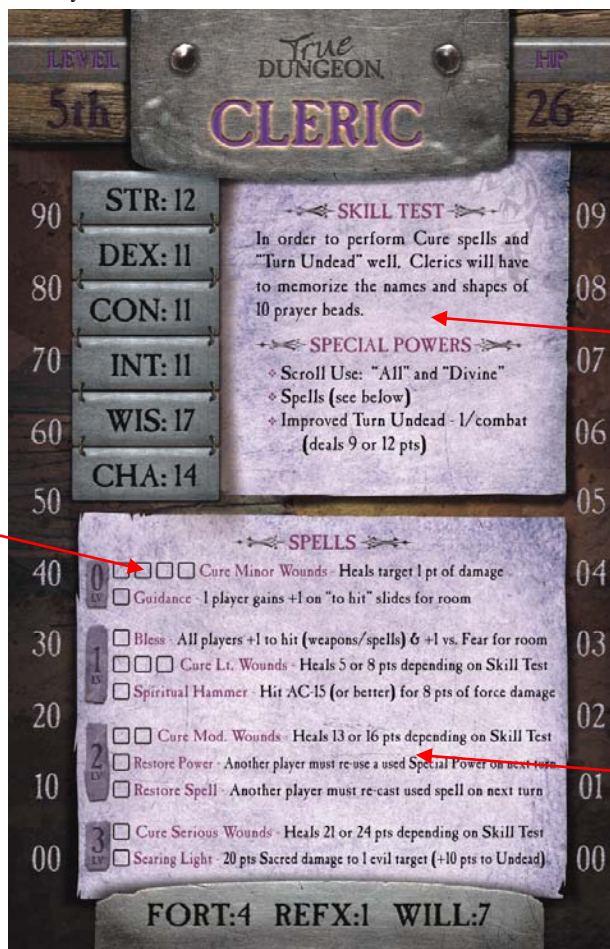 True
DUNGEON
LEVEL
HP
5th
CLERIC
26
STR: 12
DEX: 11
CON: 11
INT: 11
WIS: 17
CHA: 14
SKILL TEST
In order to perform Cure spells and
"Turn Undead" well, Clerics will have
to memorize the names and shapes of
10 prayer beads.
SPECIAL POWERS
Scroll Use: "All" and "Divine"
Spells (see below)
Improved Turn Undead - 1/combat
(deals 9 or 12 pts)
90
80
70
60
50
40
30
20
10
00
09
08
07
06
05
04
03
02
01
00
SPELLS
0 LV
Cure Minor Wounds - Heals target 1 pt of damage
Guidance - 1 player gains +1 on "to hit" slides for room
1 LV
Bless - All players +1 to hit (weapons/spells) & +1 vs. Fear for room
Cure Lt. Wounds - Heals 5 or 8 pts depending on Skill Test
Spiritual Hammer - Hit AC-15 (or better) for 8 pts of force damage
2 LV
Cure Mod. Wounds - Heals 13 or 16 pts depending on Skill Test
Restore Power - Another player must re-use a used Special Power on next turn
Restore Spell - Another player must re-cast used spell on next turn
3 LV
Cure Serious Wounds - Heals 21 or 24 pts depending on Skill Test
Searing Light - 20 pts Sacred damage to 1 evil target (+10 pts to Undead)
FORT:4 REFX:1 WILL:7